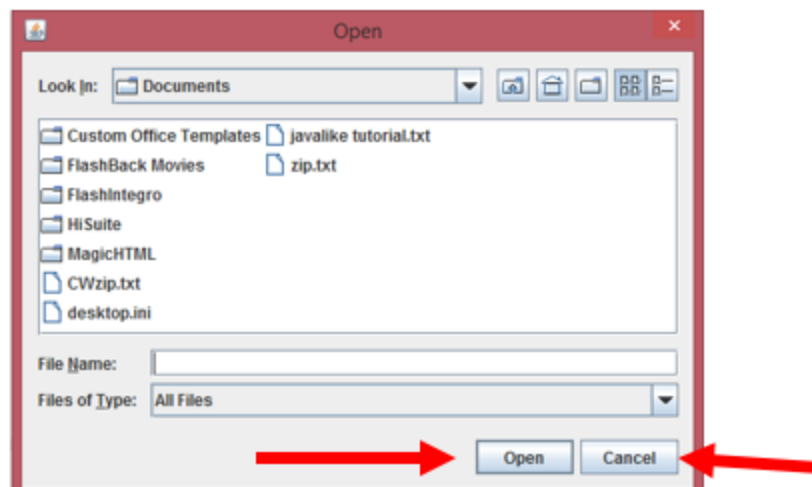 Open
Look In: Documents
Custom Office Templates javalike tutorial.txt
FlashBack Movies zip.txt
FlashIntegro
HiSuite
MagicHTML
CWzip.txt
desktop.ini
File Name:
Files of Type: All Files
Open Cancel